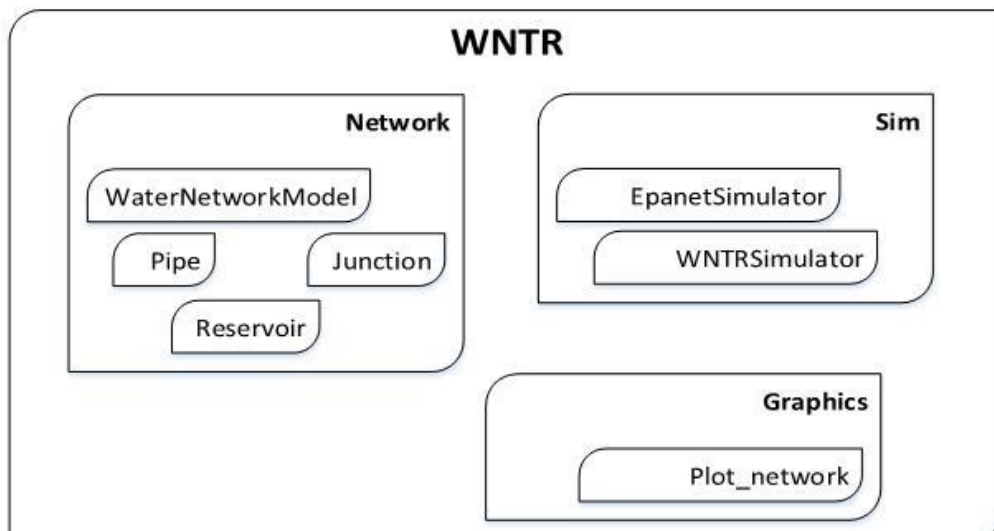 WNTR
Network
WaterNetworkModel
Pipe
Junction
Reservoir
Sim
EpanetSimulator
WNTRSimulator
Graphics
Plot_network